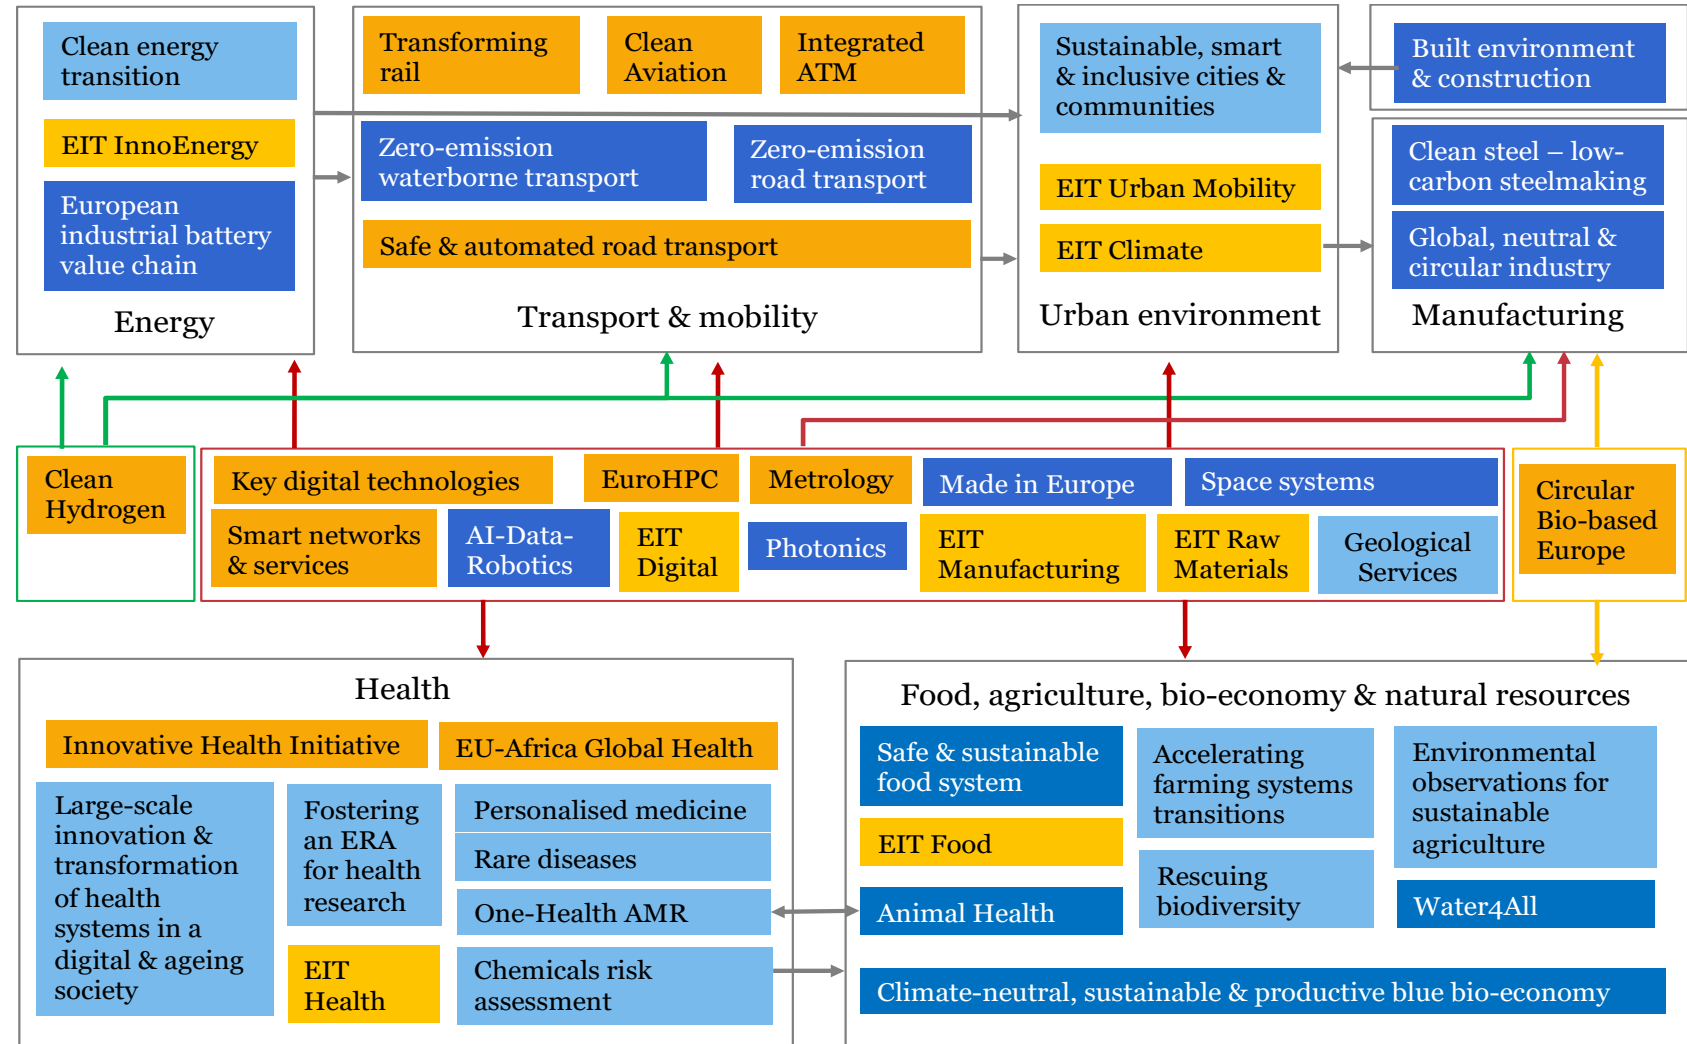 Clean energy
transition
EIT InnoEnergy
European
industrial battery
value chain
Energy
Transforming
rail
Clean
Aviation
Integrated
ATM
Zero-emission
waterborne transport
Zero-emission
road transport
Safe & automated road transport
Transport & mobility
Sustainable, smart
& inclusive cities &
communities
EIT Urban Mobility
EIT Climate
Urban environment
Built environment
& construction
Clean steel – low-
carbon steelmaking
Global, neutral &
circular industry
Manufacturing
Clean
Hydrogen
Key digital technologies
EuroHPC
Metrology
Made in Europe
Space systems
Smart networks
& services
AI-Data-
Robotics
EIT
Digital
Photonics
EIT
Manufacturing
EIT Raw
Materials
Geological
Services
Circular
Bio-based
Europe
Health
Innovative Health Initiative
EU-Africa Global Health
Large-scale
innovation &
transformation
of health
systems in a
digital & ageing
society
Fostering
an ERA
for health
research
EIT
Health
Personalised medicine
Rare diseases
One-Health AMR
Chemicals risk
assessment
Food, agriculture, bio-economy & natural resources
Safe & sustainable
food system
EIT Food
Animal Health
Accelerating
farming systems
transitions
Rescuing
biodiversity
Environmental
observations for
sustainable
agriculture
Water4All
Climate-neutral, sustainable & productive blue bio-economy